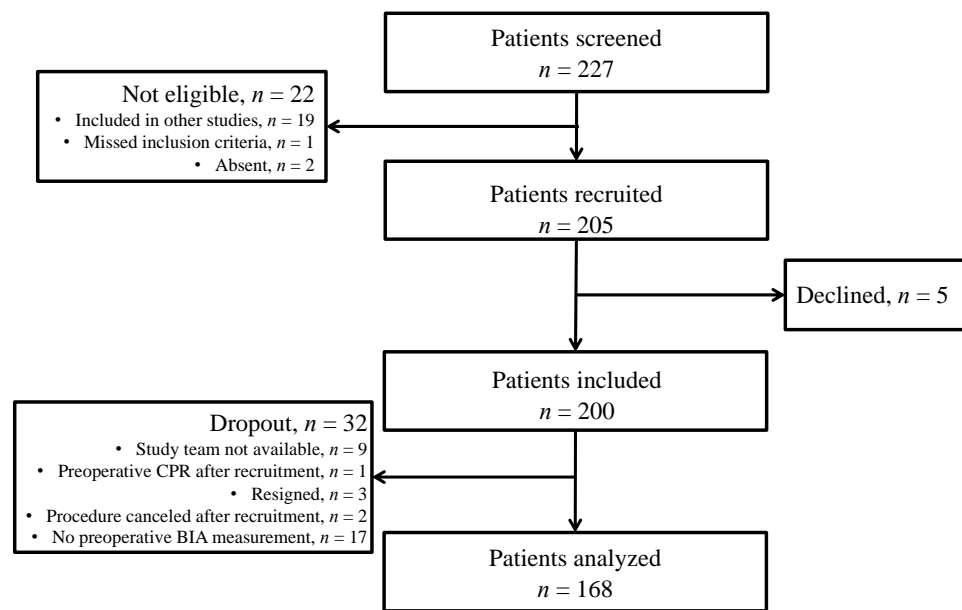 Patients screened
n = 227
Not eligible, n = 22
• Included in other studies, n = 19
• Missed inclusion criteria, n = 1
• Absent, n = 2
Patients recruited
n = 205
Declined, n = 5
Patients included
n = 200
Dropout, n = 32
• Study team not available, n = 9
• Preoperative CPR after recruitment, n = 1
• Resigned, n = 3
• Procedure canceled after recruitment, n = 2
• No preoperative BIA measurement, n = 17
Patients analyzed
n = 168